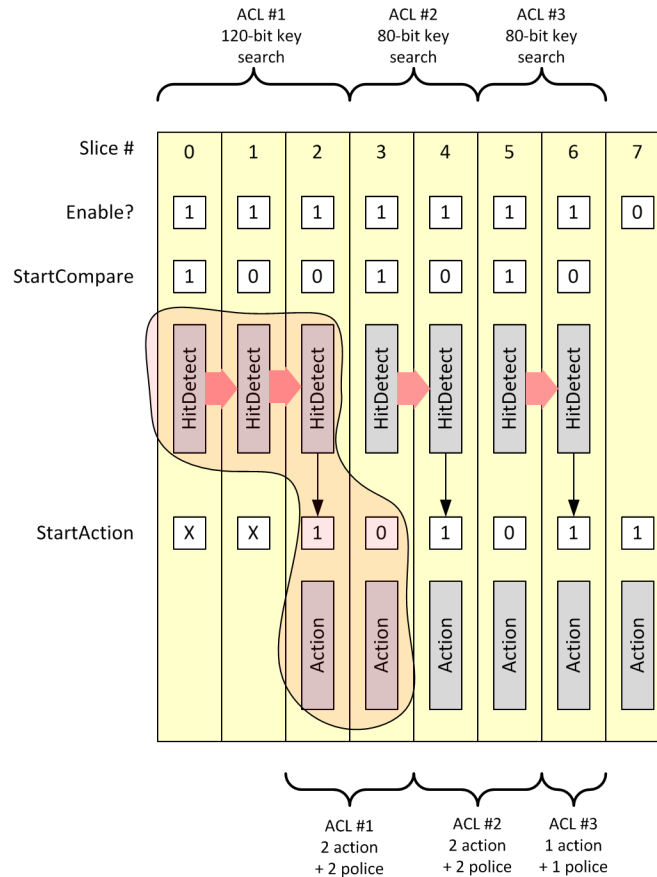 ACL #1
120-bit key
search
ACL #2
80-bit key
search
ACL #3
80-bit key
search
Slice # 0 1 2 3 4 5 6 7
Enable? 1 1 1 1 1 1 1 0
StartCompare 1 0 0 1 0 1 0
HitDetect HitDetect HitDetect HitDetect HitDetect HitDetect HitDetect
StartAction X X 1 0 1 0 1 1
Action Action Action Action Action Action
ACL #1
2 action
+ 2 police
ACL #2
2 action
+ 2 police
ACL #3
1 action
+ 1 police